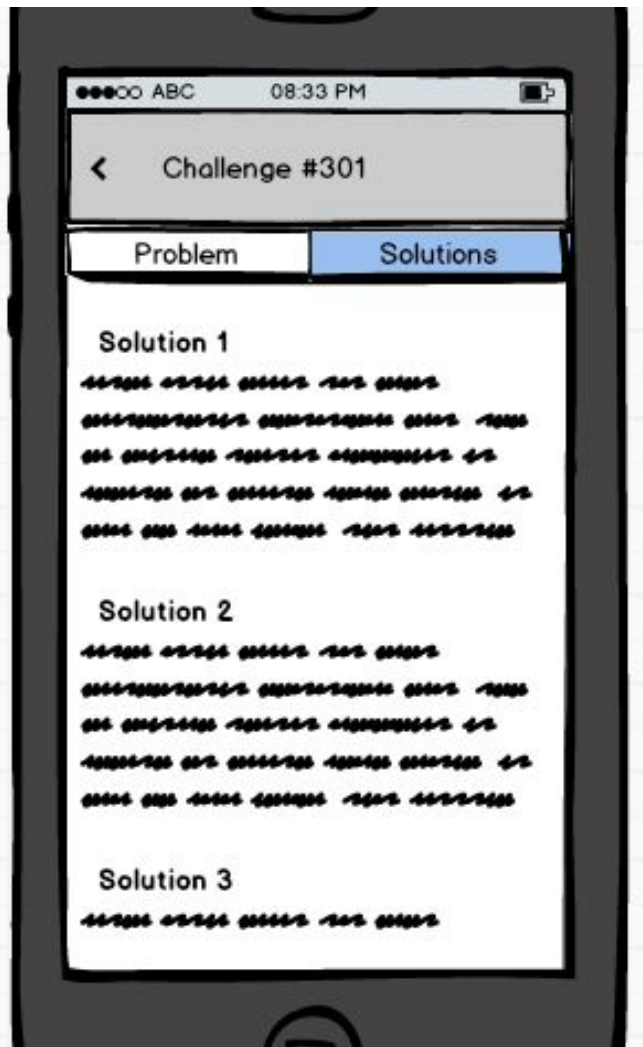 ABC 08:33 PM
Challenge #301
Problem Solutions
Solution 1
Solution 2
Solution 3